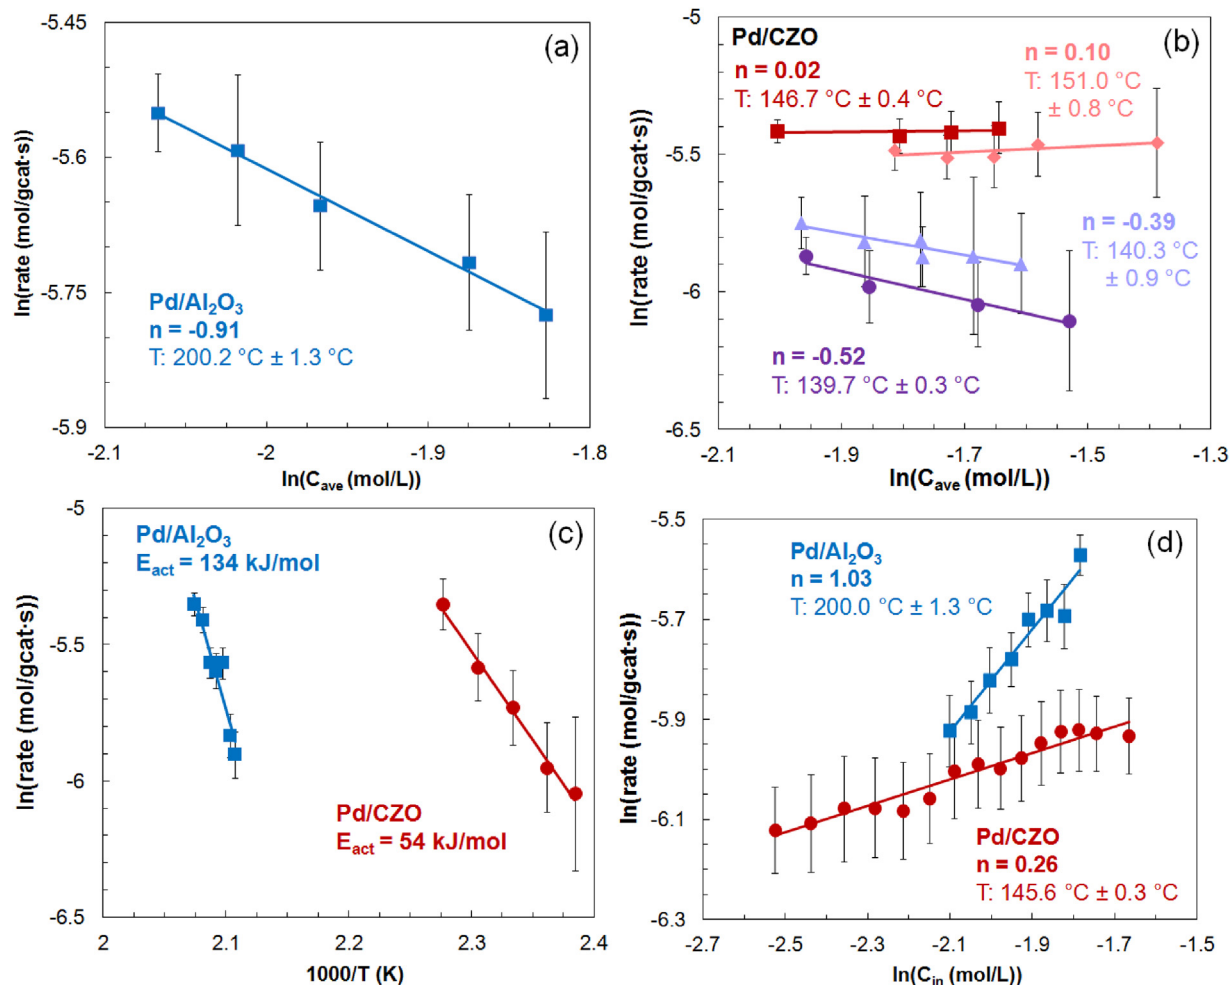 (a)
-5.45
-5.6
-5.75
-5.9
ln(rate (mol/gcat·s))
Pd/Al₂O₃
n = -0.91
T: 200.2 °C ± 1.3 °C
-2.1
-2
-1.9
-1.8
ln(Cave (mol/L))
(b)
-5
-5.5
-6
-6.5
ln(rate (mol/gcat·s))
Pd/CZO
n = 0.02
T: 146.7 °C ± 0.4 °C
n = 0.10
T: 151.0 °C
± 0.8 °C
n = -0.39
T: 140.3 °C
± 0.9 °C
n = -0.52
T: 139.7 °C ± 0.3 °C
-2.1
-1.9
-1.7
-1.5
-1.3
ln(Cave (mol/L))
(c)
-5
-5.5
-6
-6.5
ln(rate (mol/gcat·s))
Pd/Al₂O₃
Eact = 134 kJ/mol
Pd/CZO
Eact = 54 kJ/mol
2
2.1
2.2
2.3
2.4
1000/T (K)
(d)
-5.5
-5.7
-5.9
-6.1
-6.3
ln(rate (mol/gcat·s))
Pd/Al₂O₃
n = 1.03
T: 200.0 °C ± 1.3 °C
Pd/CZO
n = 0.26
T: 145.6 °C ± 0.3 °C
-2.7
-2.5
-2.3
-2.1
-1.9
-1.7
-1.5
ln(Cin (mol/L))